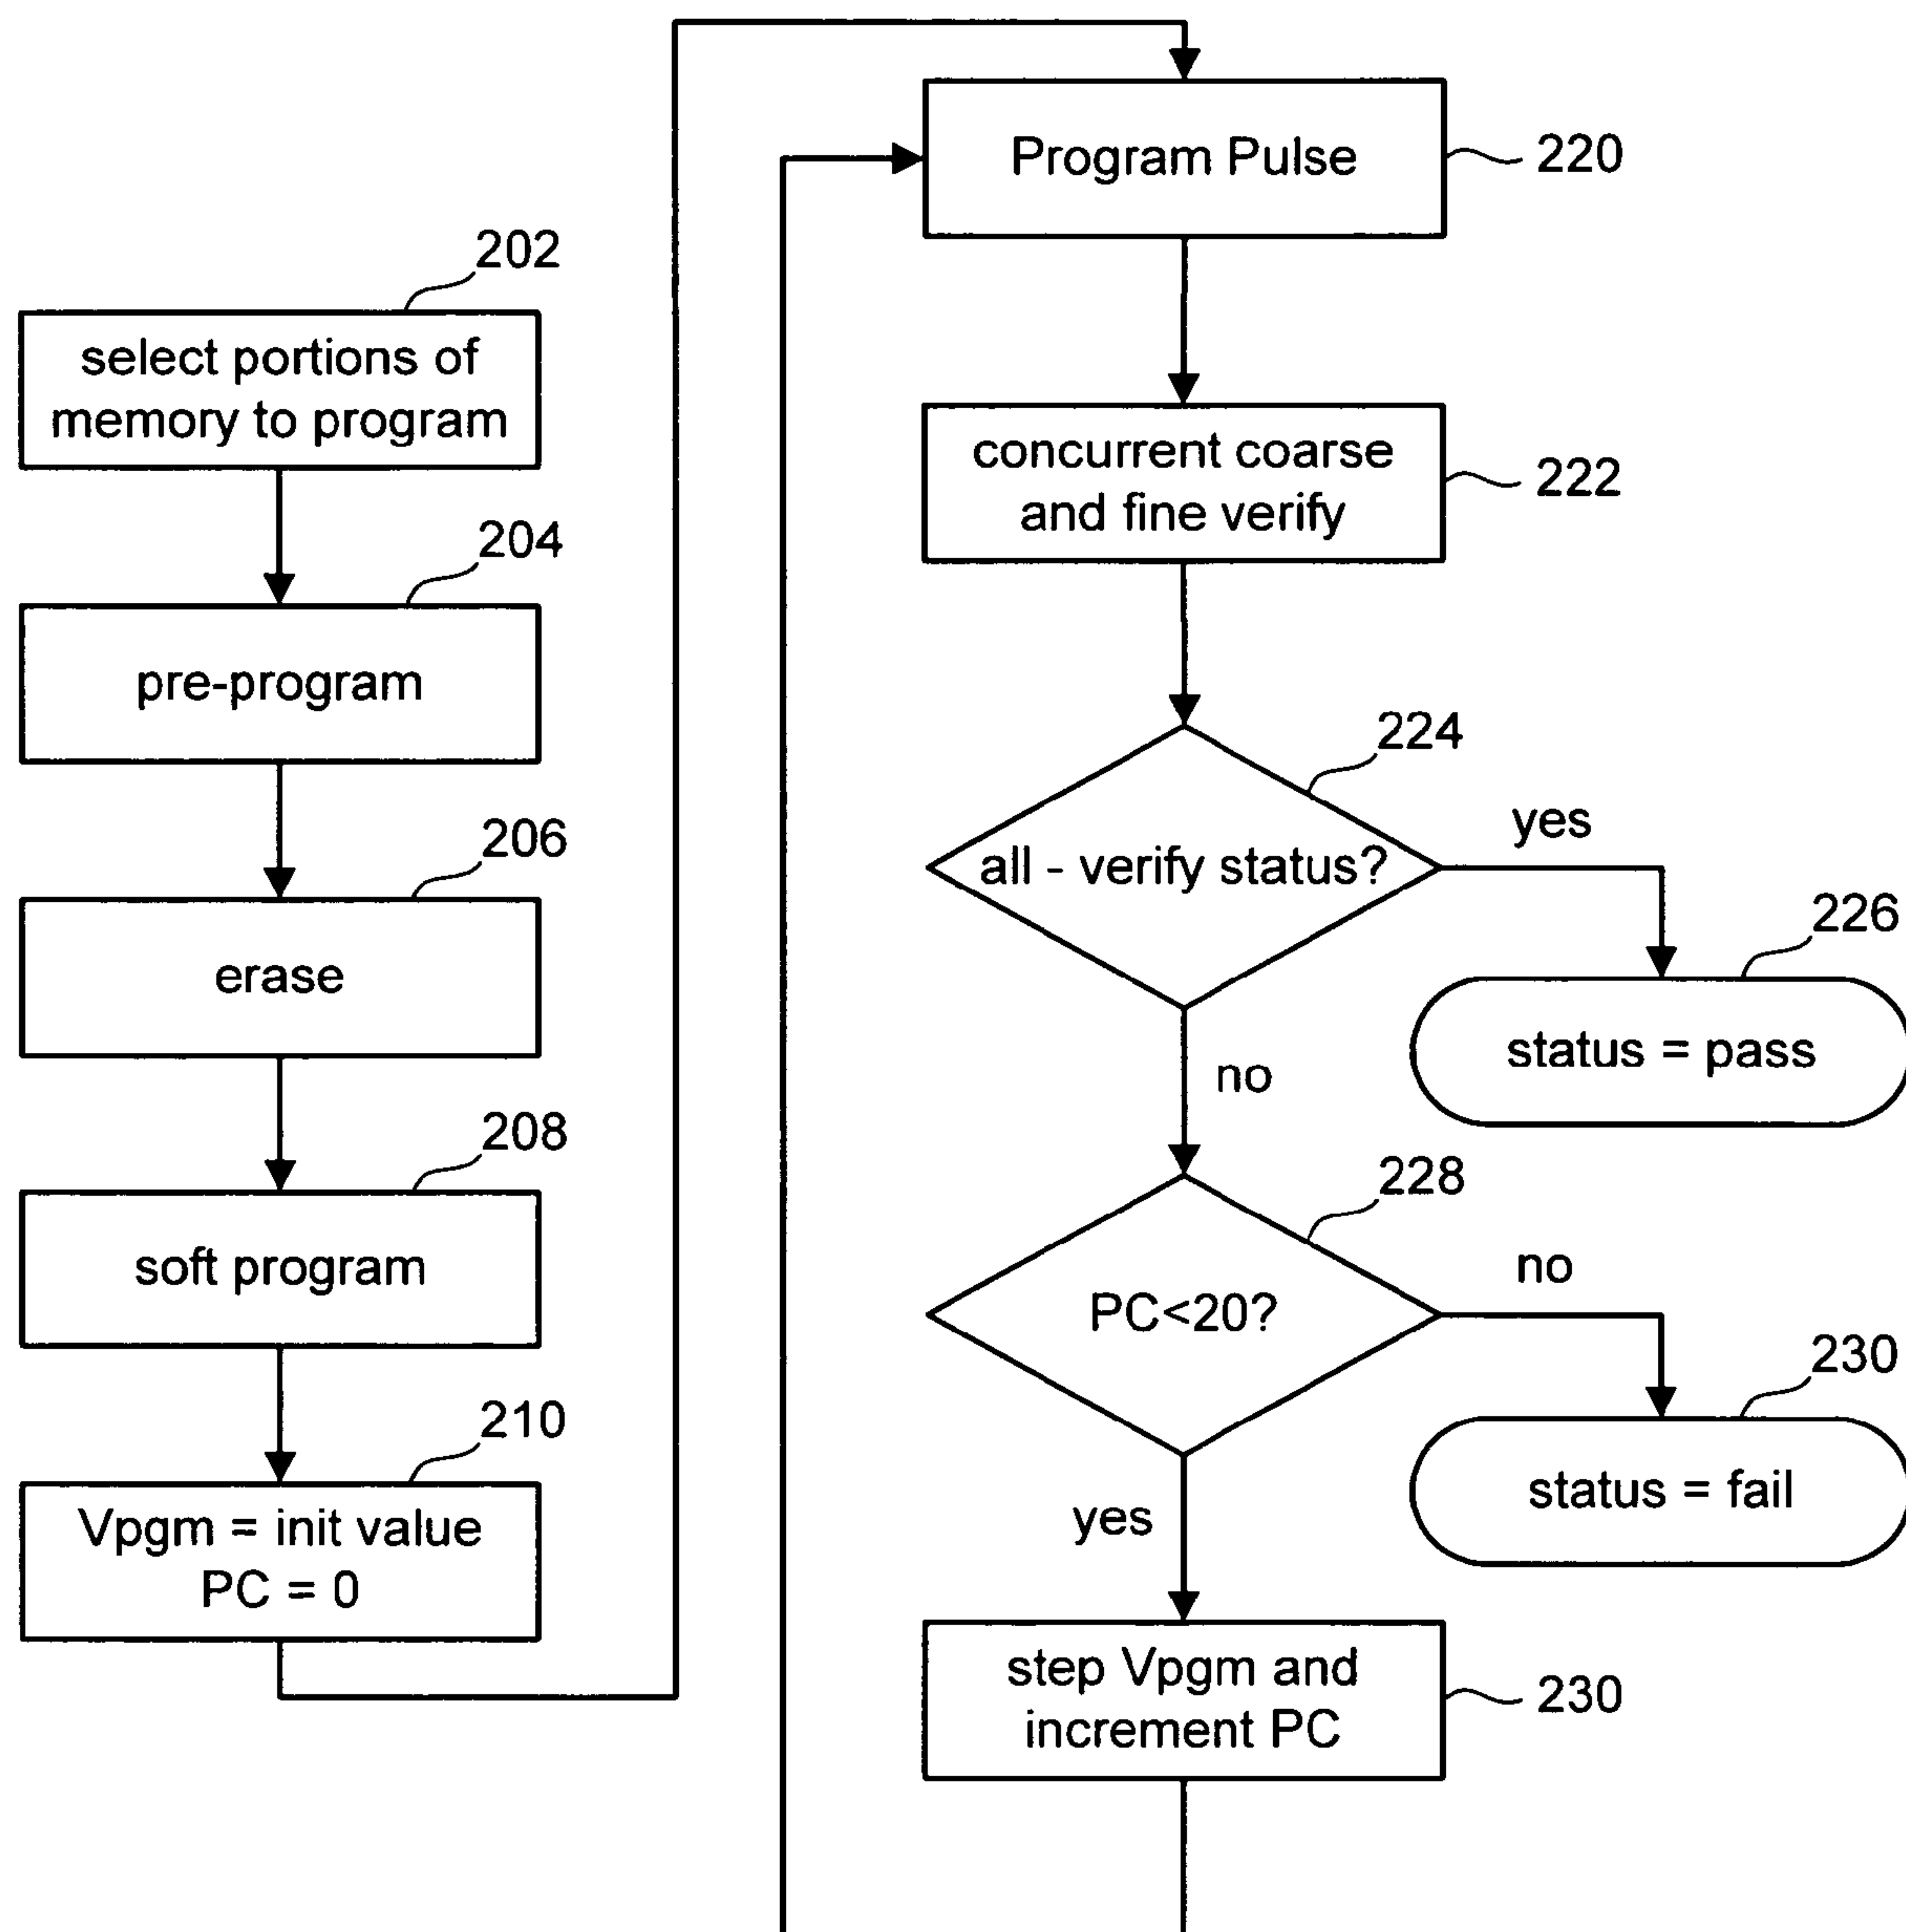 202
select portions of
memory to program
204
pre-program
206
erase
208
soft program
210
Vpgm = init value
PC = 0
Program Pulse
220
concurrent coarse
and fine verify
222
224
all - verify status?
yes
226
status = pass
no
228
PC<20?
no
230
status = fail
yes
step Vpgm and
increment PC
230